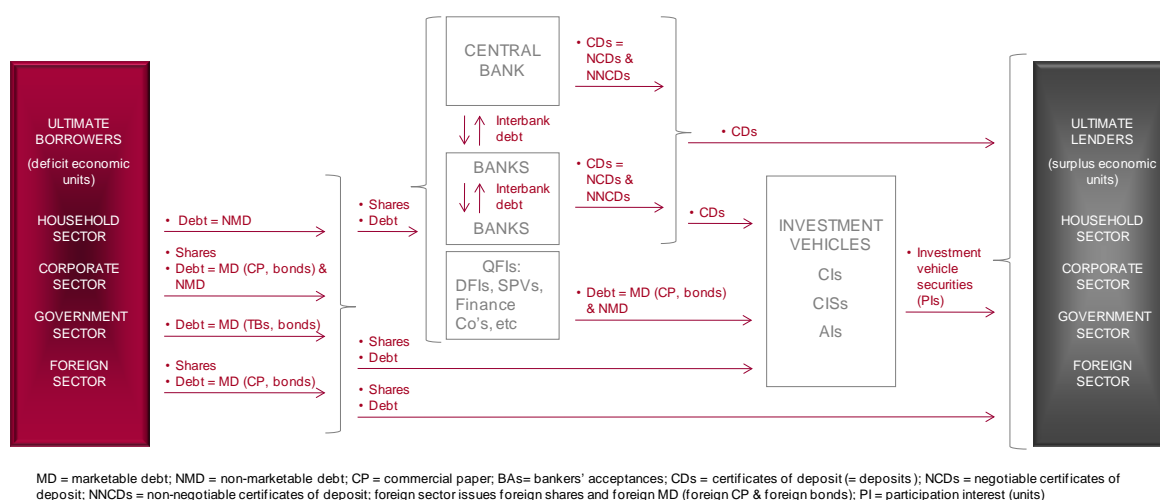 ULTIMATE
BORROWERS
(deficit economic
units)
HOUSEHOLD
SECTOR
CORPORATE
SECTOR
GOVERNMENT
SECTOR
FOREIGN
SECTOR
• Debt = NMD
• Shares
• Debt = MD (CP, bonds) &
NMD
• Debt = MD (TBs, bonds)
• Shares
• Debt = MD (CP, bonds)
• Shares
• Debt
CENTRAL
BANK
Interbank
debt
BANKS
Interbank
debt
BANKS
QFIs:
DFIs, SPVs,
Finance
Co's, etc
• CDs =
NCDs &
NNCDs
• CDs =
NCDs &
NNCDs
• Debt = MD (CP, bonds)
& NMD
• Shares
• Debt
• Shares
• Debt
• CDs
• CDs
INVESTMENT
VEHICLES
CIs
CISs
AIs
• Investment
vehicle
securities
(PIs)
ULTIMATE
LENDERS
(surplus economic
units)
HOUSEHOLD
SECTOR
CORPORATE
SECTOR
GOVERNMENT
SECTOR
FOREIGN
SECTOR
MD = marketable debt; NMD = non-marketable debt; CP = commercial paper; BAs= bankers' acceptances; CDs = certificates of deposit (= deposits ); NCDs = negotiable certificates of
deposit; NNCDs = non-negotiable certificates of deposit; foreign sector issues foreign shares and foreign MD (foreign CP & foreign bonds); PI = participation interest (units)